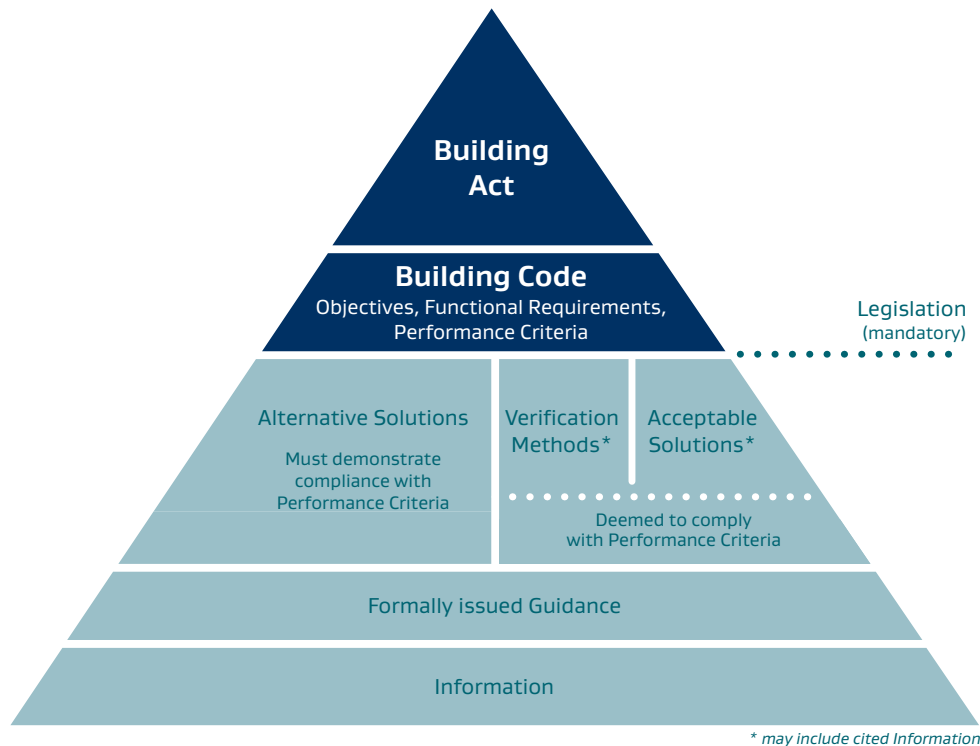 Building
Act
Building Code
Objectives, Functional Requirements,
Performance Criteria
Legislation
(mandatory)
Alternative Solutions
Must demonstrate
compliance with
Performance Criteria
Verification
Methods*
Acceptable
Solutions*
Deemed to comply
with Performance Criteria
Formally issued Guidance
Information
* may include cited Information